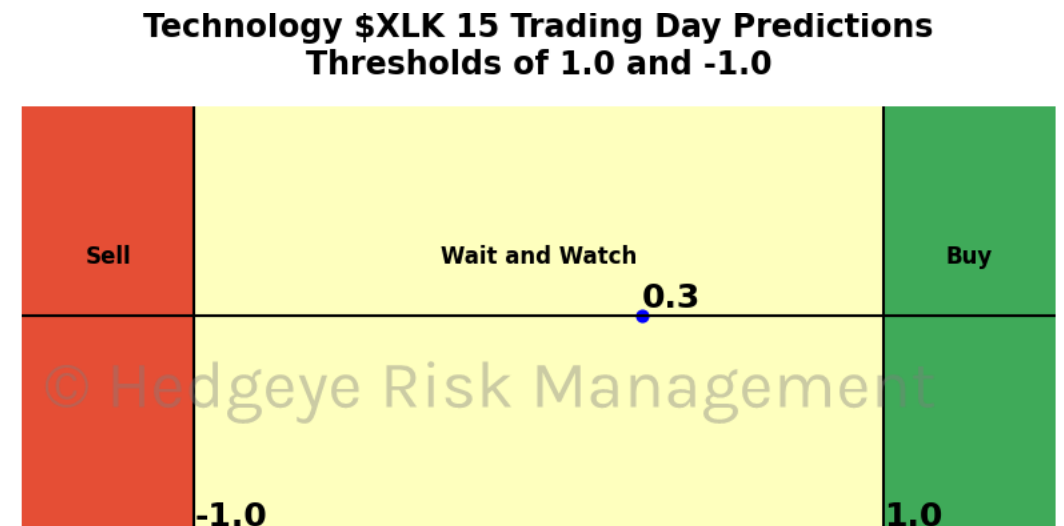 Technology $XLK 15 Trading Day Predictions
Thresholds of 1.0 and -1.0
Sell
Wait and Watch
Buy
0.3
© Hedgeye Risk Management
-1.0
1.0